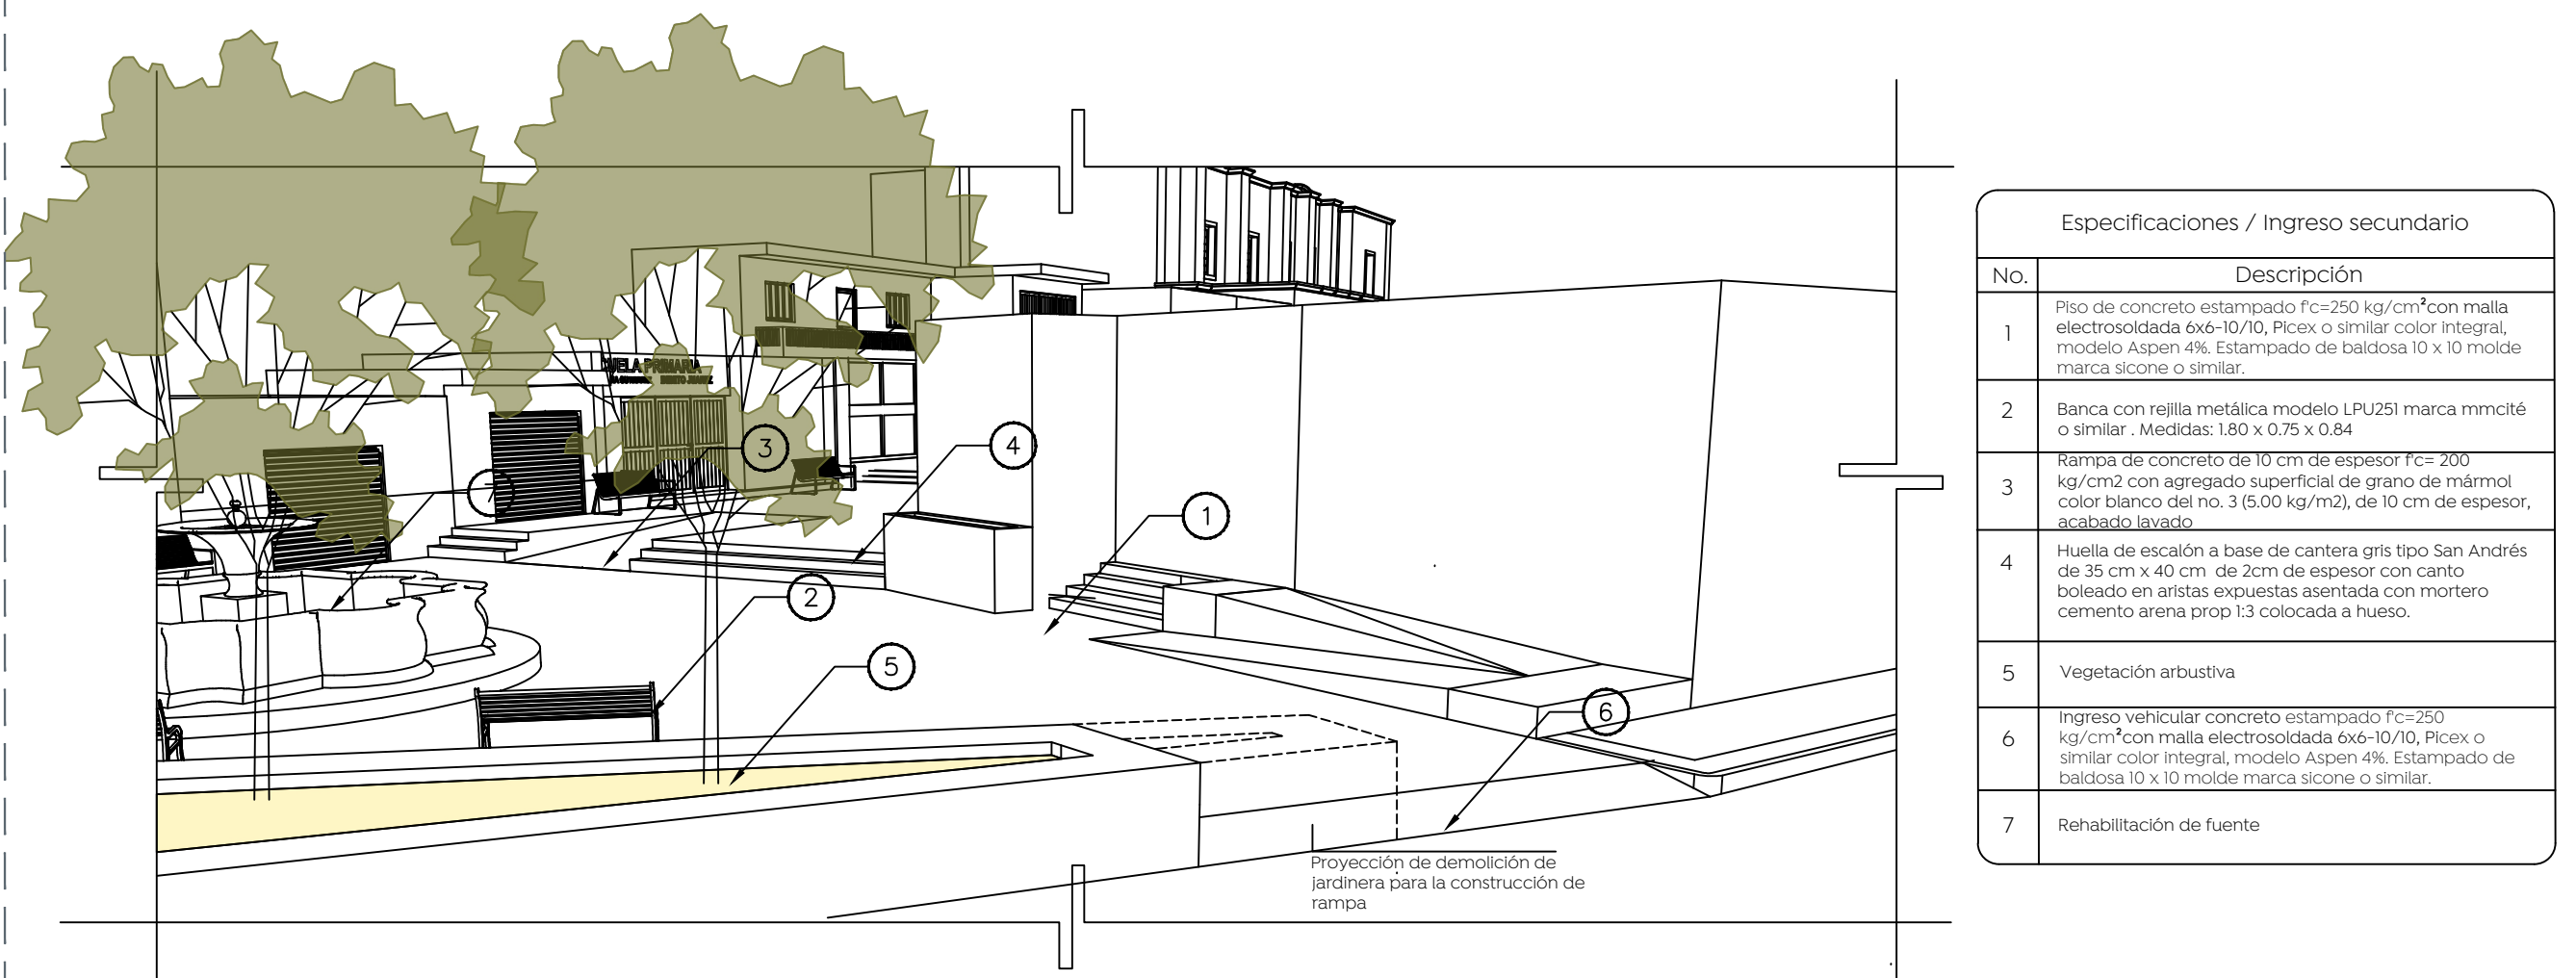 UELA PRIMARIA
BENITO JUAREZ
3
4
7
1
2
5
6
Proyección de demolición de
jardinera para la construcción de
rampa
Especificaciones / Ingreso secundario
No. Descripción
1 Piso de concreto estampado f'c=250 kg/cm²con malla
electrosoldada 6x6-10/10, Picex o similar color integral,
modelo Aspen 4%. Estampado de baldosa 10 x 10 molde
marca sicone o similar.
2 Banca con rejilla metálica modelo LPU251 marca mmcité
o similar . Medidas: 1.80 x 0.75 x 0.84
3 Rampa de concreto de 10 cm de espesor f'c= 200
kg/cm2 con agregado superficial de grano de mármol
color blanco del no. 3 (5.00 kg/m2), de 10 cm de espesor,
acabado lavado
4 Huella de escalón a base de cantera gris tipo San Andrés
de 35 cm x 40 cm de 2cm de espesor con canto
boleado en aristas expuestas asentada con mortero
cemento arena prop 1:3 colocada a hueso.
5 Vegetación arbustiva
6 Ingreso vehicular concreto estampado f'c=250
kg/cm²con malla electrosoldada 6x6-10/10, Picex o
similar color integral, modelo Aspen 4%. Estampado de
baldosa 10 x 10 molde marca sicone o similar.
7 Rehabilitación de fuente